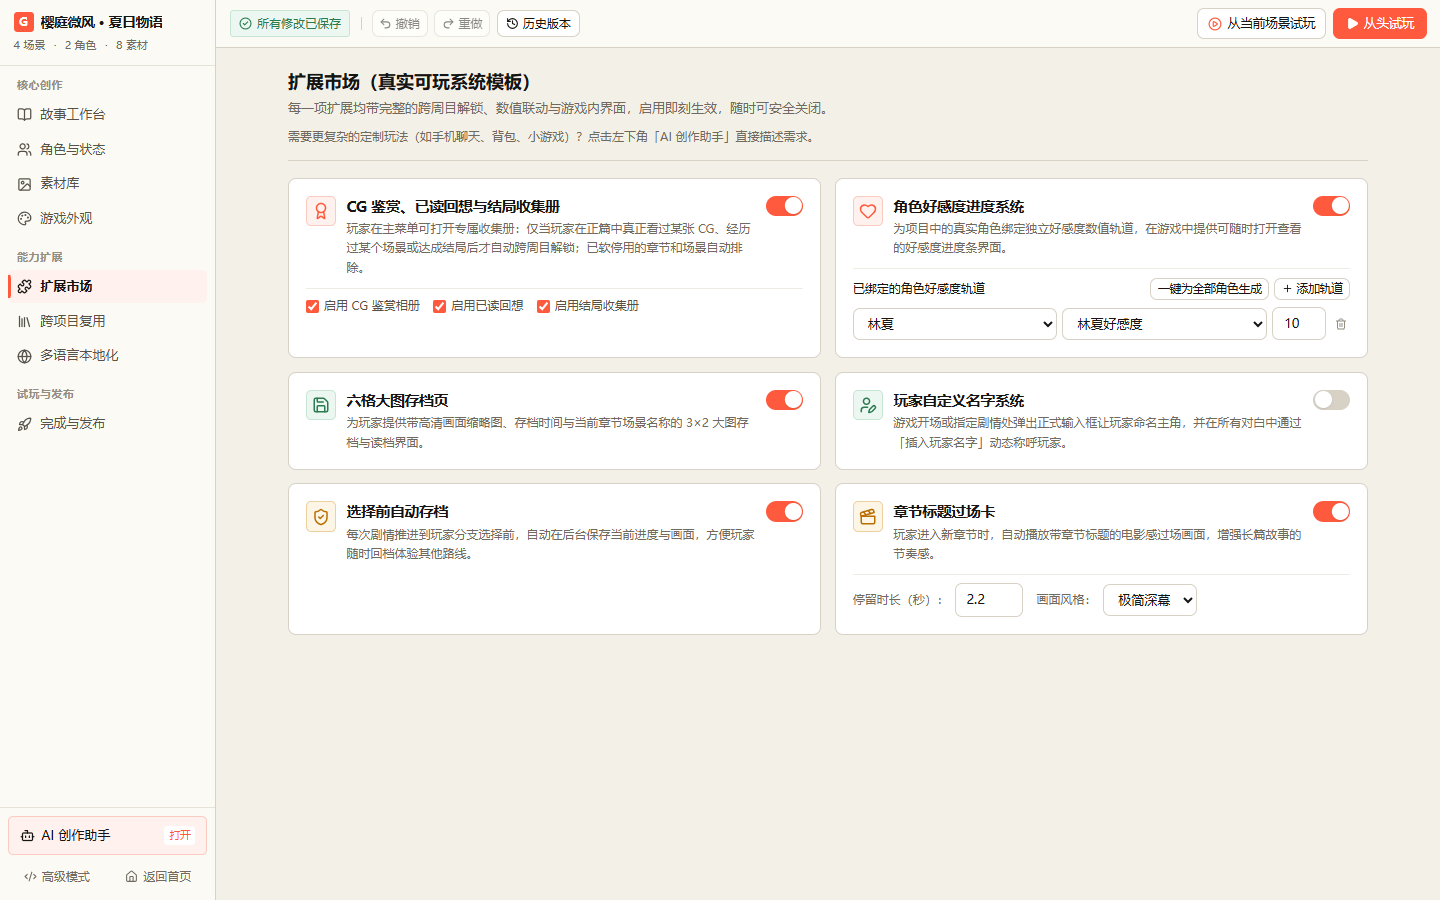 G 樱庭微风 • 夏日物语
4 场景 · 2 角色 · 8 素材
核心创作
故事工作台
角色与状态
素材库
游戏外观
能力扩展
扩展市场
跨项目复用
多语言本地化
试玩与发布
完成与发布
AI 创作助手 打开
高级模式 返回首页
所有修改已保存 撤销 重做 历史版本 从当前场景试玩 从头试玩
扩展市场（真实可玩系统模板）
每一项扩展均带完整的跨周目解锁、数值联动与游戏内界面，启用即刻生效，随时可安全关闭。
需要更复杂的定制玩法（如手机聊天、背包、小游戏）？点击左下角「AI 创作助手」直接描述需求。
CG 鉴赏、已读回想与结局收集册
玩家在主菜单可打开专属收集册：仅当玩家在正篇中真正看过某张 CG、经历
过某个场景或达成结局后才自动跨周目解锁；已软停用的章节和场景自动排
除。
启用 CG 鉴赏相册 启用已读回想 启用结局收集册
角色好感度进度系统
为项目中的真实角色绑定独立好感度数值轨道，在游戏中提供可随时打开查看
的好感度进度条界面。
已绑定的角色好感度轨道 一键为全部角色生成 + 添加轨道
林夏 林夏好感度 10
六格大图存档页
为玩家提供带高清画面缩略图、存档时间与当前章节场景名称的 3×2 大图存
档与读档界面。
玩家自定义名字系统
游戏开场或指定剧情处弹出正式输入框让玩家命名主角，并在所有对白中通过
「插入玩家名字」动态称呼玩家。
选择前自动存档
每次剧情推进到玩家分支选择前，自动在后台保存当前进度与画面，方便玩家
随时回档体验其他路线。
章节标题过场卡
玩家进入新章节时，自动播放带章节标题的电影感过场画面，增强长篇故事的
节奏感。
停留时长（秒）： 2.2 画面风格： 极简深幕